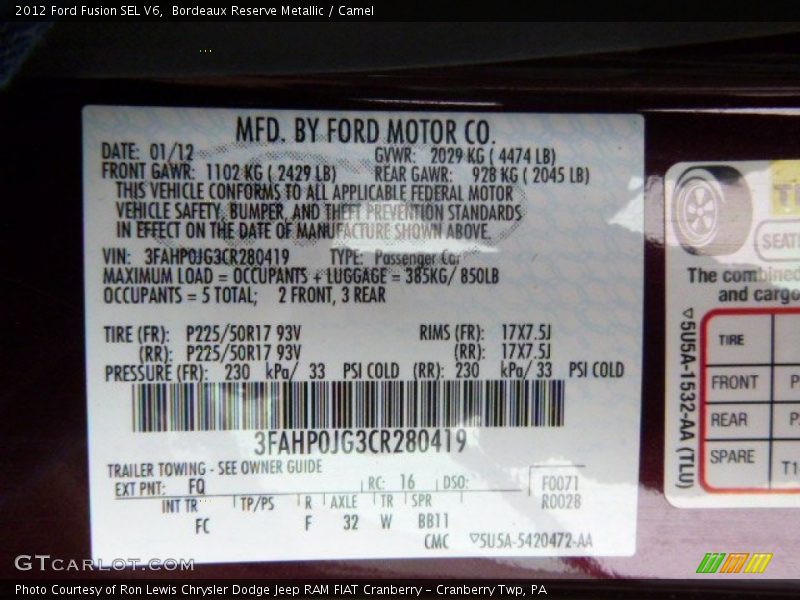 2012 Ford Fusion SEL V6, Bordeaux Reserve Metallic / Camel
MFD. BY FORD MOTOR CO.
DATE: 01/12 GVWR: 2029 KG ( 4474 LB)
FRONT GAWR: 1102 KG ( 2429 LB) REAR GAWR: 928 KG ( 2045 LB)
THIS VEHICLE CONFORMS TO ALL APPLICABLE FEDERAL MOTOR
VEHICLE SAFETY, BUMPER, AND THEFT PREVENTION STANDARDS
IN EFFECT ON THE DATE OF MANUFACTURE SHOWN ABOVE.
VIN: 3FAHP0JG3CR280419 TYPE: Passenger Car
MAXIMUM LOAD = OCCUPANTS + LUGGAGE = 385KG/ 850LB
OCCUPANTS = 5 TOTAL; 2 FRONT, 3 REAR
TIRE (FR): P225/50R17 93V RIMS (FR): 17X7.5J
(RR): P225/50R17 93V (RR): 17X7.5J
PRESSURE (FR): 230 kPa/ 33 PSI COLD (RR): 230 kPa/ 33 PSI COLD
3FAHP0JG3CR280419
TRAILER TOWING - SEE OWNER GUIDE
EXT PNT: FQ RC: 16 DSO: F0071
INT TR TP/PS R AXLE TR SPR R0028
FC F 32 W BB11
CMC ▽5U5A-5420472-AA
SEATI
The combined
and cargo
TIRE
FRONT P
REAR P
SPARE T1
▽5U5A-1532-AA (TLU)
GTCARLOT.COM
Photo Courtesy of Ron Lewis Chrysler Dodge Jeep RAM FIAT Cranberry - Cranberry Twp, PA